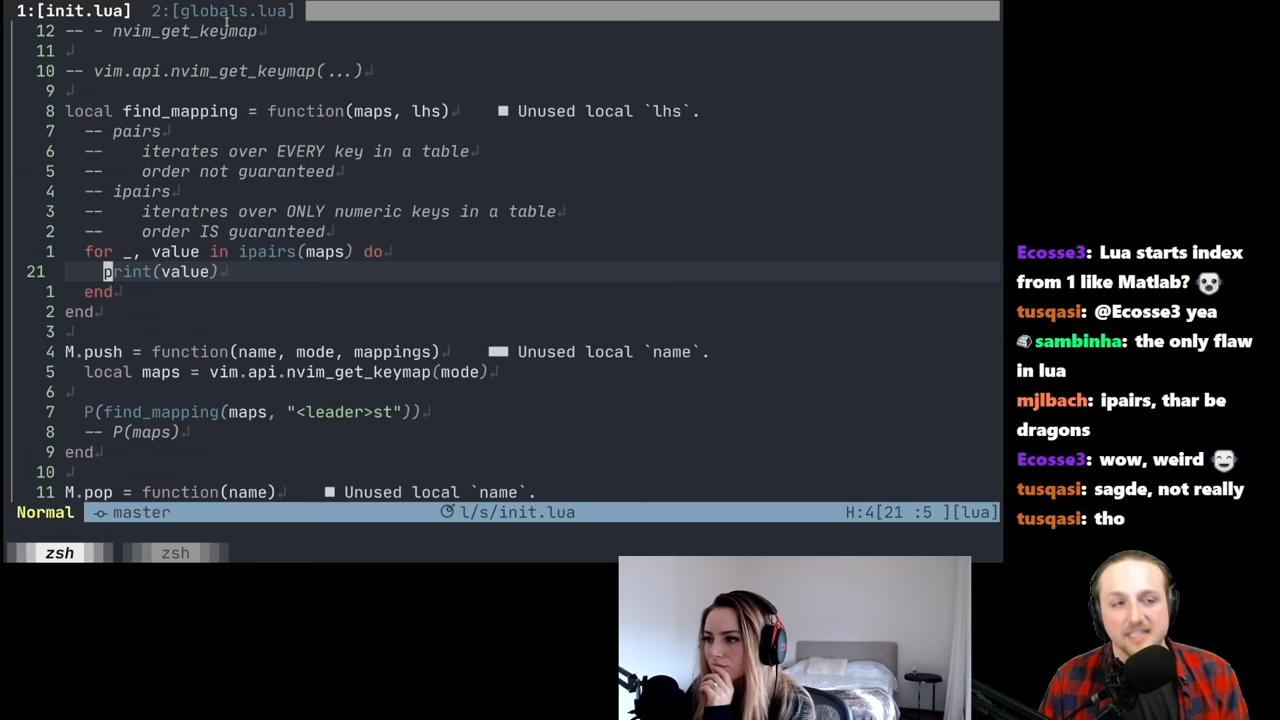 1:[init.lua] 2:[globals.lua]
12 -- - nvim_get_keymap
11
10 -- vim.api.nvim_get_keymap(...)
9
8 local find_mapping = function(maps, lhs) ■ Unused local `lhs`.
7 -- pairs
6 -- iterates over EVERY key in a table
5 -- order not guaranteed
4 -- ipairs
3 -- iteratres over ONLY numeric keys in a table
2 -- order IS guaranteed
1 for _, value in ipairs(maps) do
21 print(value)
1 end
2 end
3
4 M.push = function(name, mode, mappings) ■■ Unused local `name`.
5 local maps = vim.api.nvim_get_keymap(mode)
6
7 P(find_mapping(maps, "<leader>st"))
8 -- P(maps)
9 end
10
11 M.pop = function(name) ■ Unused local `name`.
Normal master l/s/init.lua H:4[21 :5 ][lua]
zsh zsh
Ecosse3: Lua starts index
from 1 like Matlab?
tusqasi: @Ecosse3 yea
sambinha: the only flaw
in lua
mjlbach: ipairs, thar be
dragons
Ecosse3: wow, weird
tusqasi: sagde, not really
tusqasi: tho